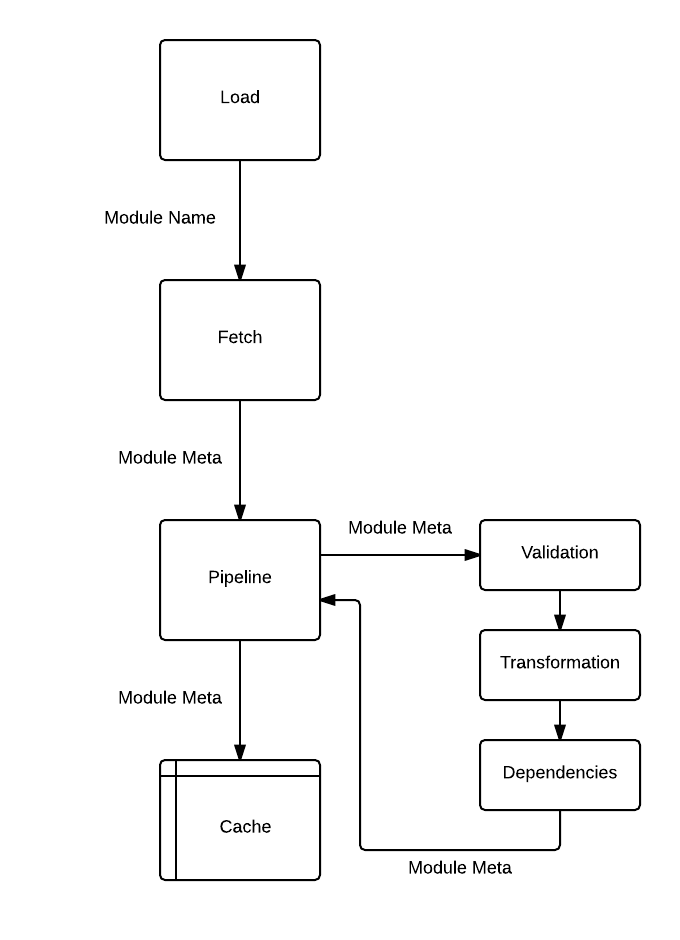 Load
Module Name
Fetch
Module Meta
Pipeline
Module Meta
Validation
Transformation
Dependencies
Module Meta
Module Meta
Cache